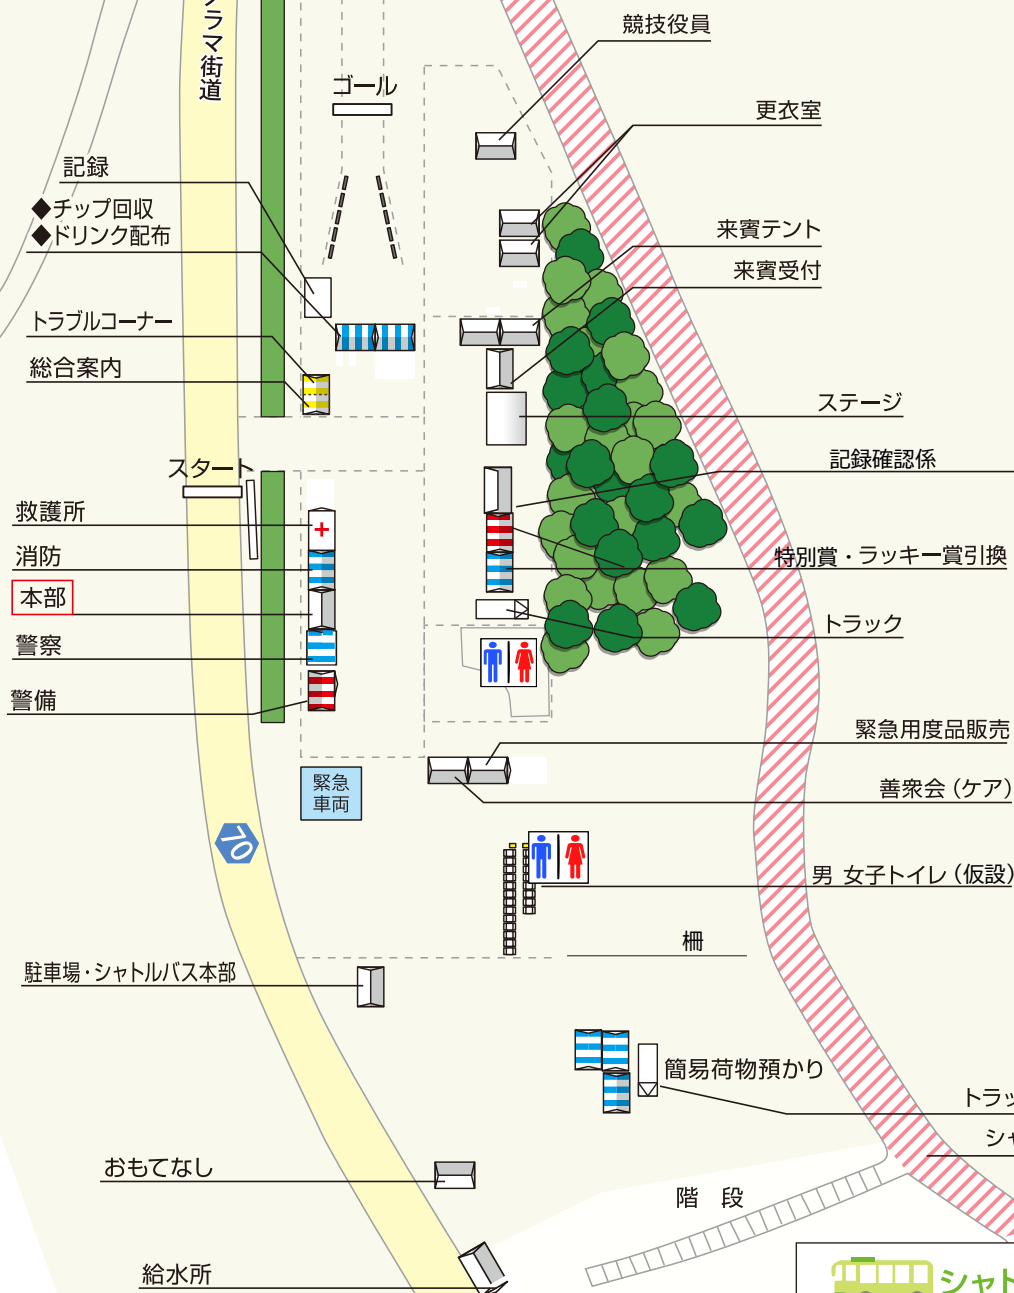 ラマ街道
ゴール
競技役員
更衣室
記録
◆チップ回収
◆ドリンク配布
来賓テント
来賓受付
トラブルコーナー
総合案内
ステージ
スタート
記録確認係
救護所
消防
特別賞・ラッキー賞引換
本部
トラック
警察
警備
緊急用度品販売
緊急
車両
善衆会（ケア）
70
男 女子トイレ（仮設）
柵
駐車場・シャトルバス本部
簡易荷物預かり
トラッ
シャ
おもてなし
階 段
給水所
シャト